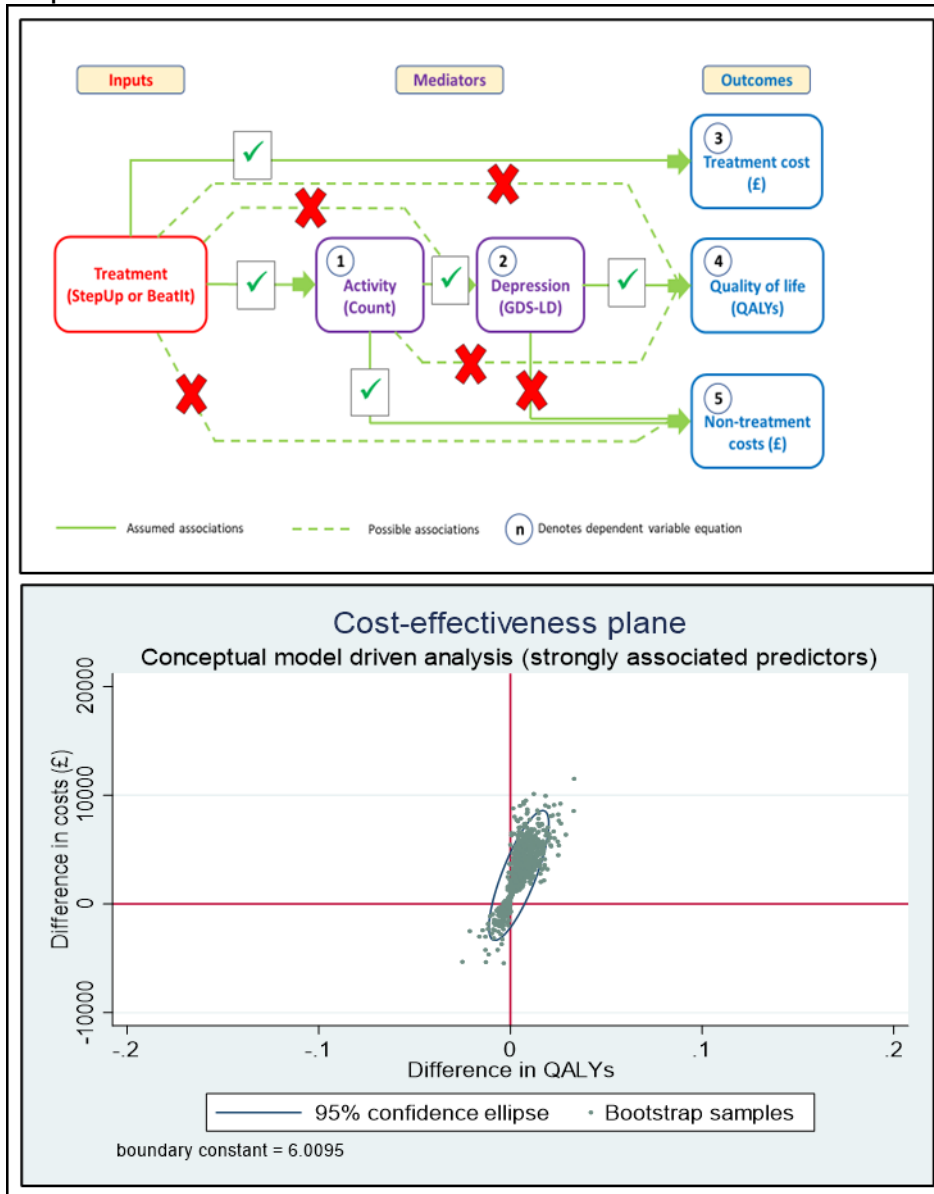 Inputs
Mediators
Outcomes
3
Treatment cost
(£)
Treatment
(StepUp or BeatIt)
1
Activity
(Count)
2
Depression
(GDS-LD)
4
Quality of life
(QALYs)
5
Non-treatment
costs (£)
Assumed associations
Possible associations
n
Denotes dependent variable equation
Cost-effectiveness plane
Conceptual model driven analysis (strongly associated predictors)
Difference in costs (£)
20000
10000
0
-10000
-.2
-.1
0
.1
.2
Difference in QALYs
95% confidence ellipse
Bootstrap samples
boundary constant = 6.0095